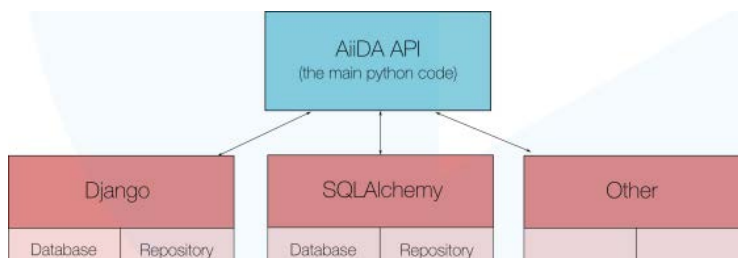 AiiDA API
(the main python code)
Django
SQLAlchemy
Other
Database
Repository
Database
Repository